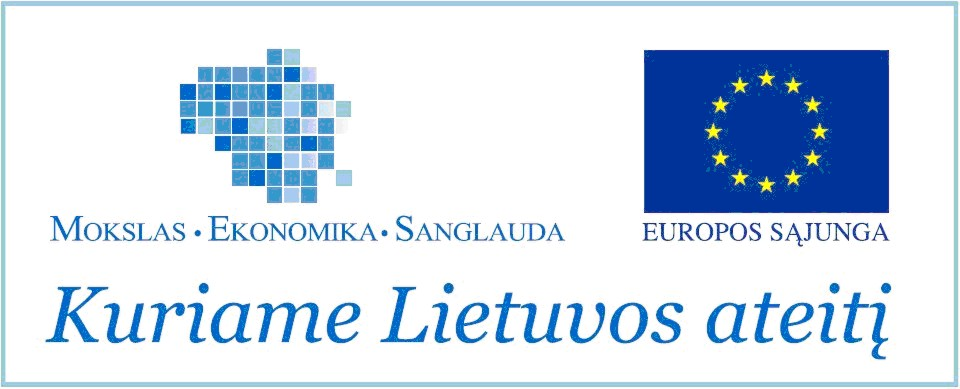 MOKSLAS • EKONOMIKA • SANGLAUDA
EUROPOS SĄJUNGA
Kuriame Lietuvos ateitį